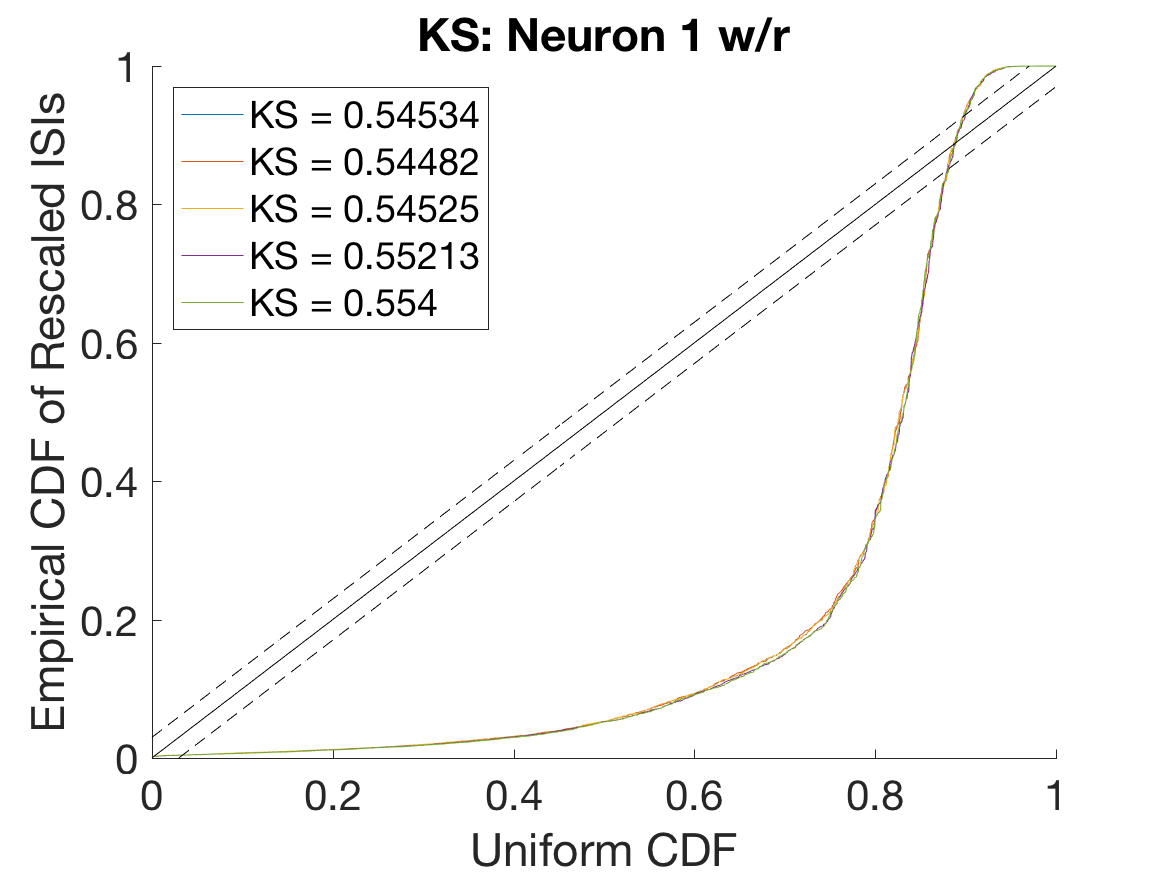 KS: Neuron 1 w/r
KS = 0.54534
KS = 0.54482
KS = 0.54525
KS = 0.55213
KS = 0.554
Empirical CDF of Rescaled ISIs
1
0.8
0.6
0.4
0.2
0
0 0.2 0.4 0.6 0.8 1
Uniform CDF